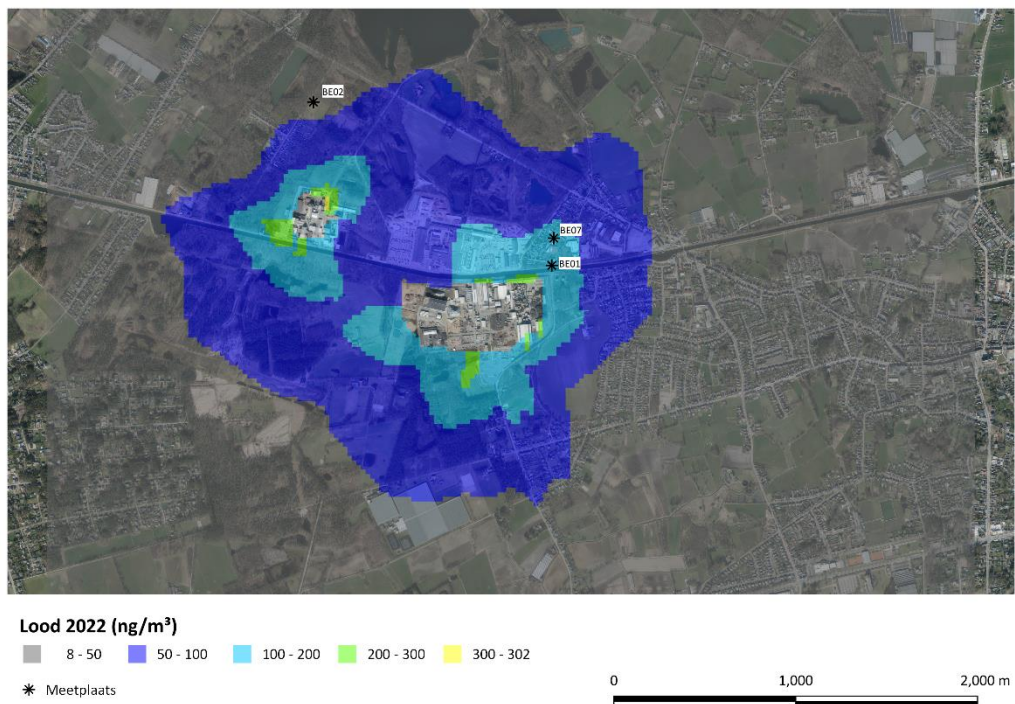 BE02
BE07
BE01
Lood 2022 (ng/m³)
8 - 50 50 - 100 100 - 200 200 - 300 300 - 302
Meetplaats
0 1,000 2,000 m